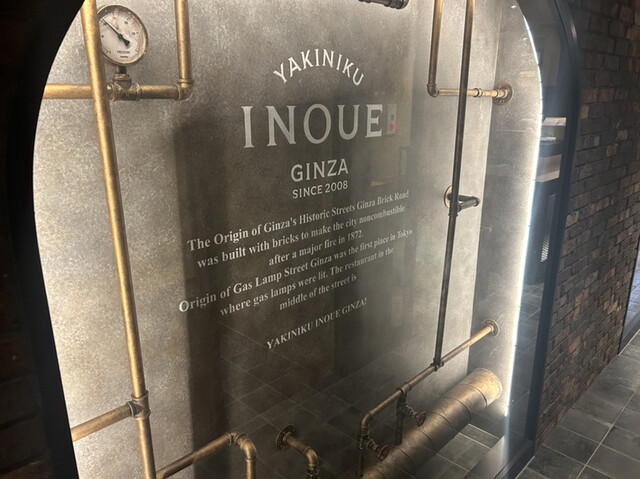 YAKINIKU
INOUE
GINZA
SINCE 2008
The Origin of Ginza's Historic Streets Ginza Brick Road
was built with bricks to make the city noncombustible
after a major fire in 1872.
Origin of Gas Lamp Street Ginza was the first place in Tokyo
where gas lamps were lit. The restaurant in the
middle of the street is
YAKINIKU INOUE GINZA!